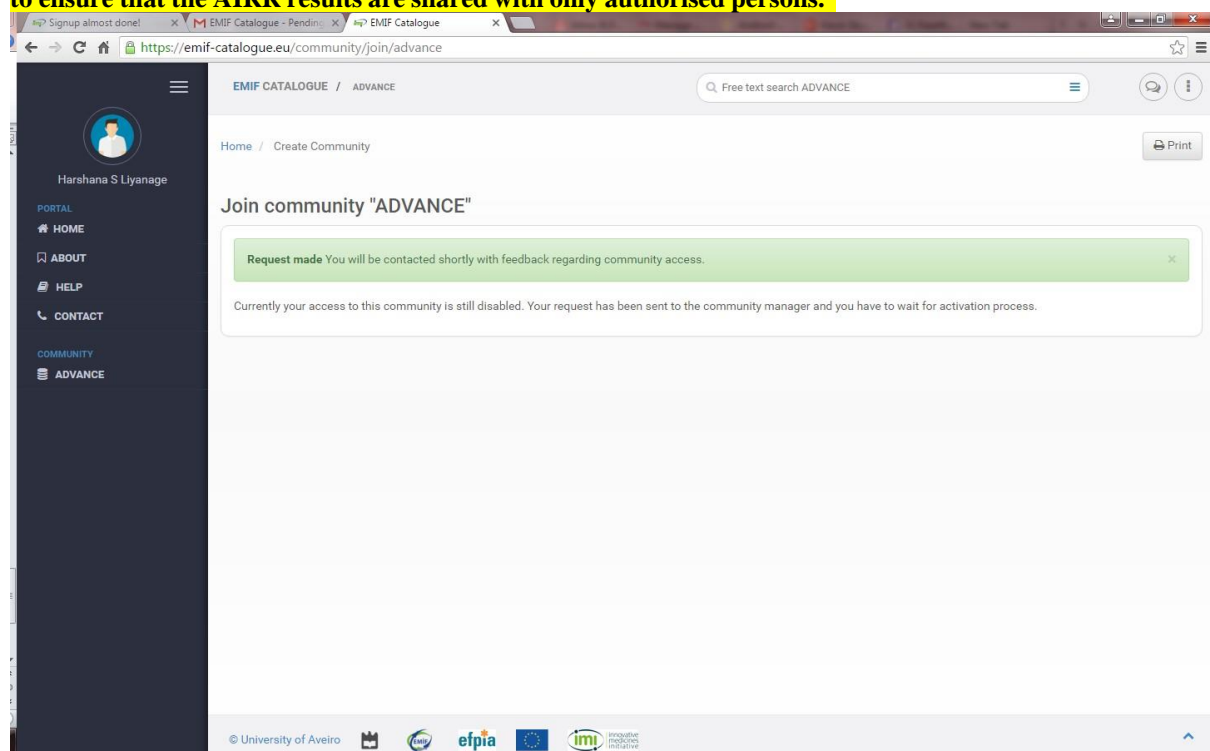 to ensure that the AIRR results are shared with only authorised persons.
Signup almost done!
EMIF Catalogue - Pending
EMIF Catalogue
https://emif-catalogue.eu/community/join/advance
EMIF CATALOGUE / ADVANCE
Free text search ADVANCE
Home / Create Community
Print
Harshana S Liyanage
PORTAL
HOME
ABOUT
HELP
CONTACT
COMMUNITY
ADVANCE
Join community "ADVANCE"
Request made You will be contacted shortly with feedback regarding community access.
Currently your access to this community is still disabled. Your request has been sent to the community manager and you have to wait for activation process.
© University of Aveiro
EMIF
efpia
imi
innovative
medicines
initiative